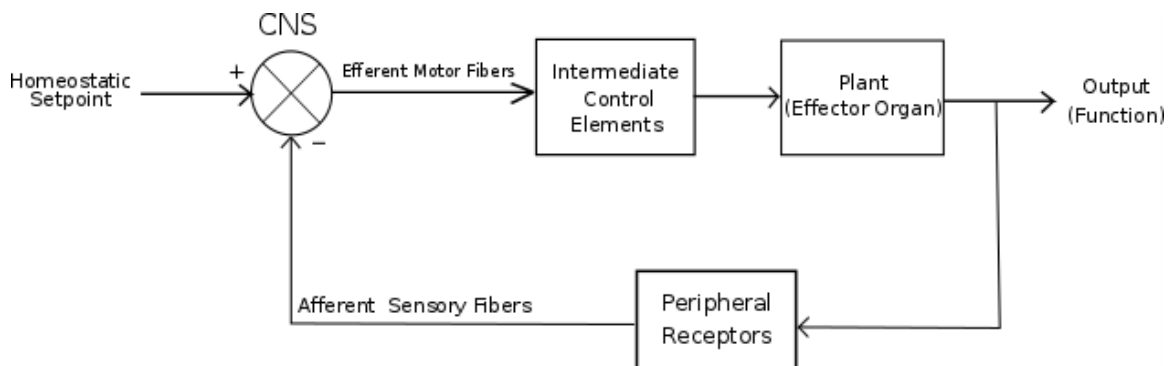 CNS
Homeostatic
Setpoint
+
−
Efferent Motor Fibers
Intermediate
Control
Elements
Plant
(Effector Organ)
Output
(Function)
Afferent Sensory Fibers
Peripheral
Receptors